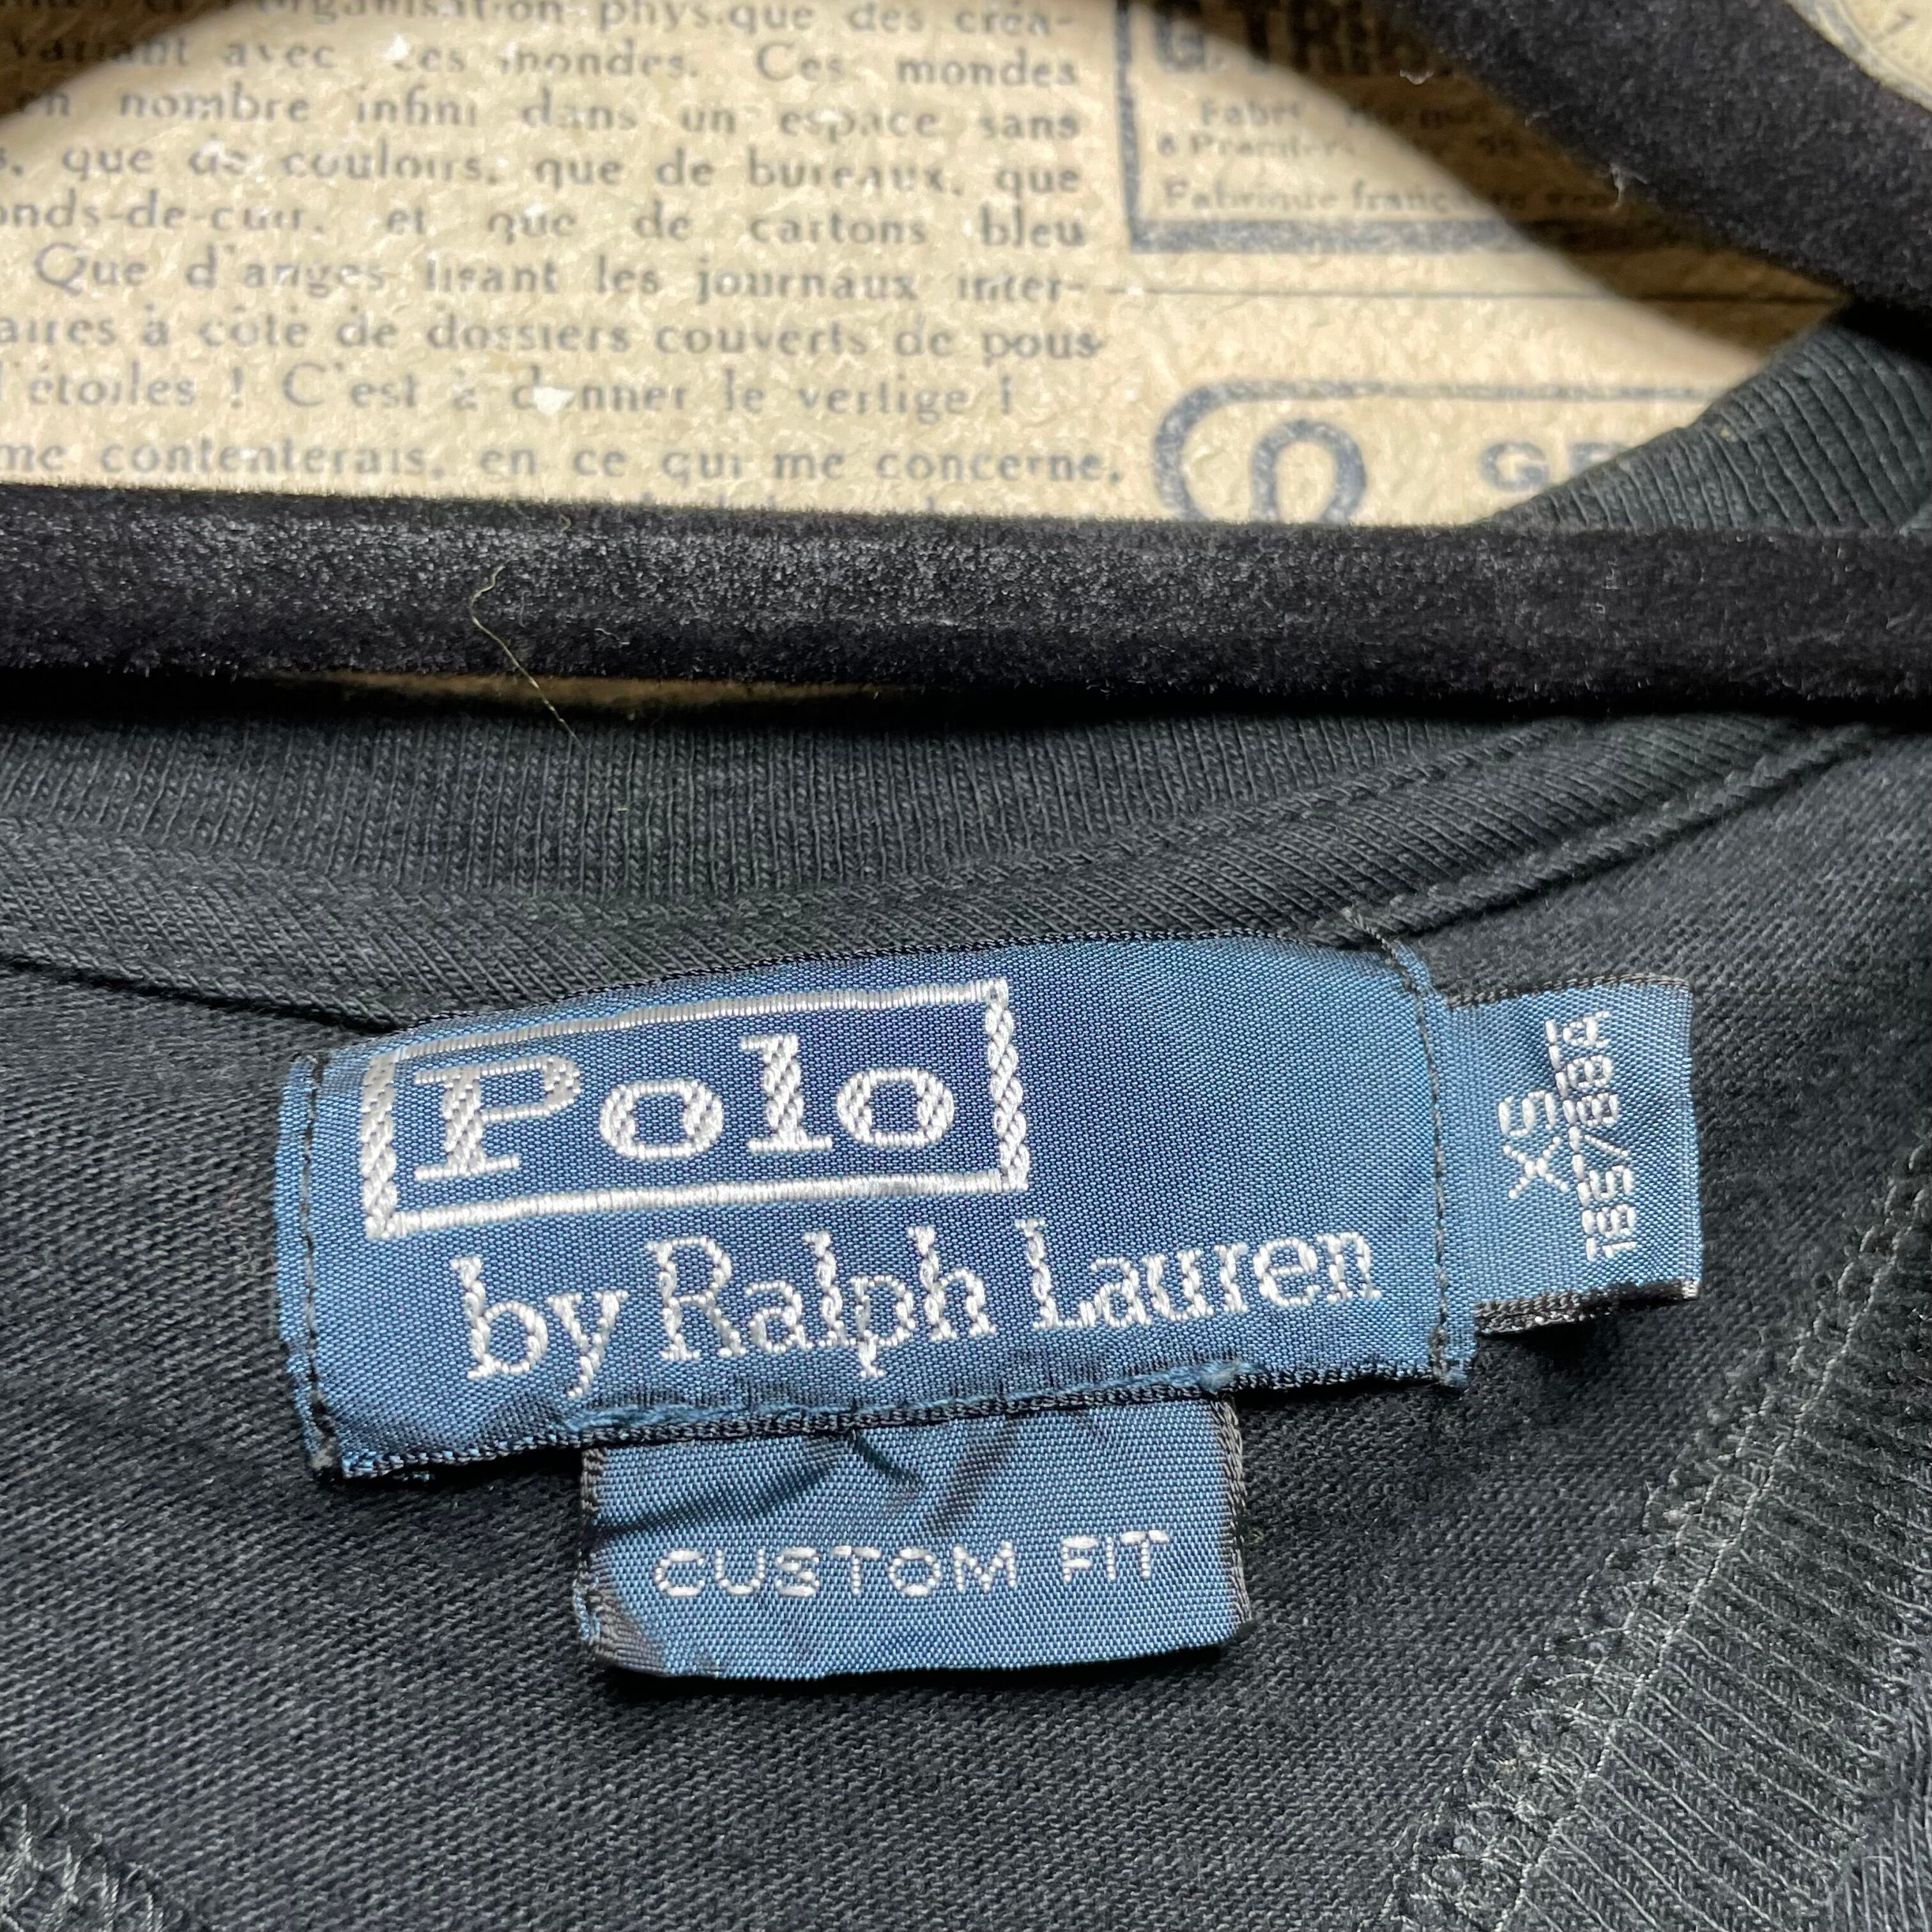 organisation physique des créa-
variant avec ces mondes. Ces mondes
en nombre infini dans un espace sans
que de couloirs, que de bureaux, que
onds-de-cuir, et que de cartons bleu
Que d'anges lisant les journaux inter-
aires à côté de dossiers couverts de pous
d'étoiles ! C'est à donner le vertige !
me contenterais, en ce qui me concerne,
Polo
by Ralph Lauren
XS
165/88A
CUSTOM FIT